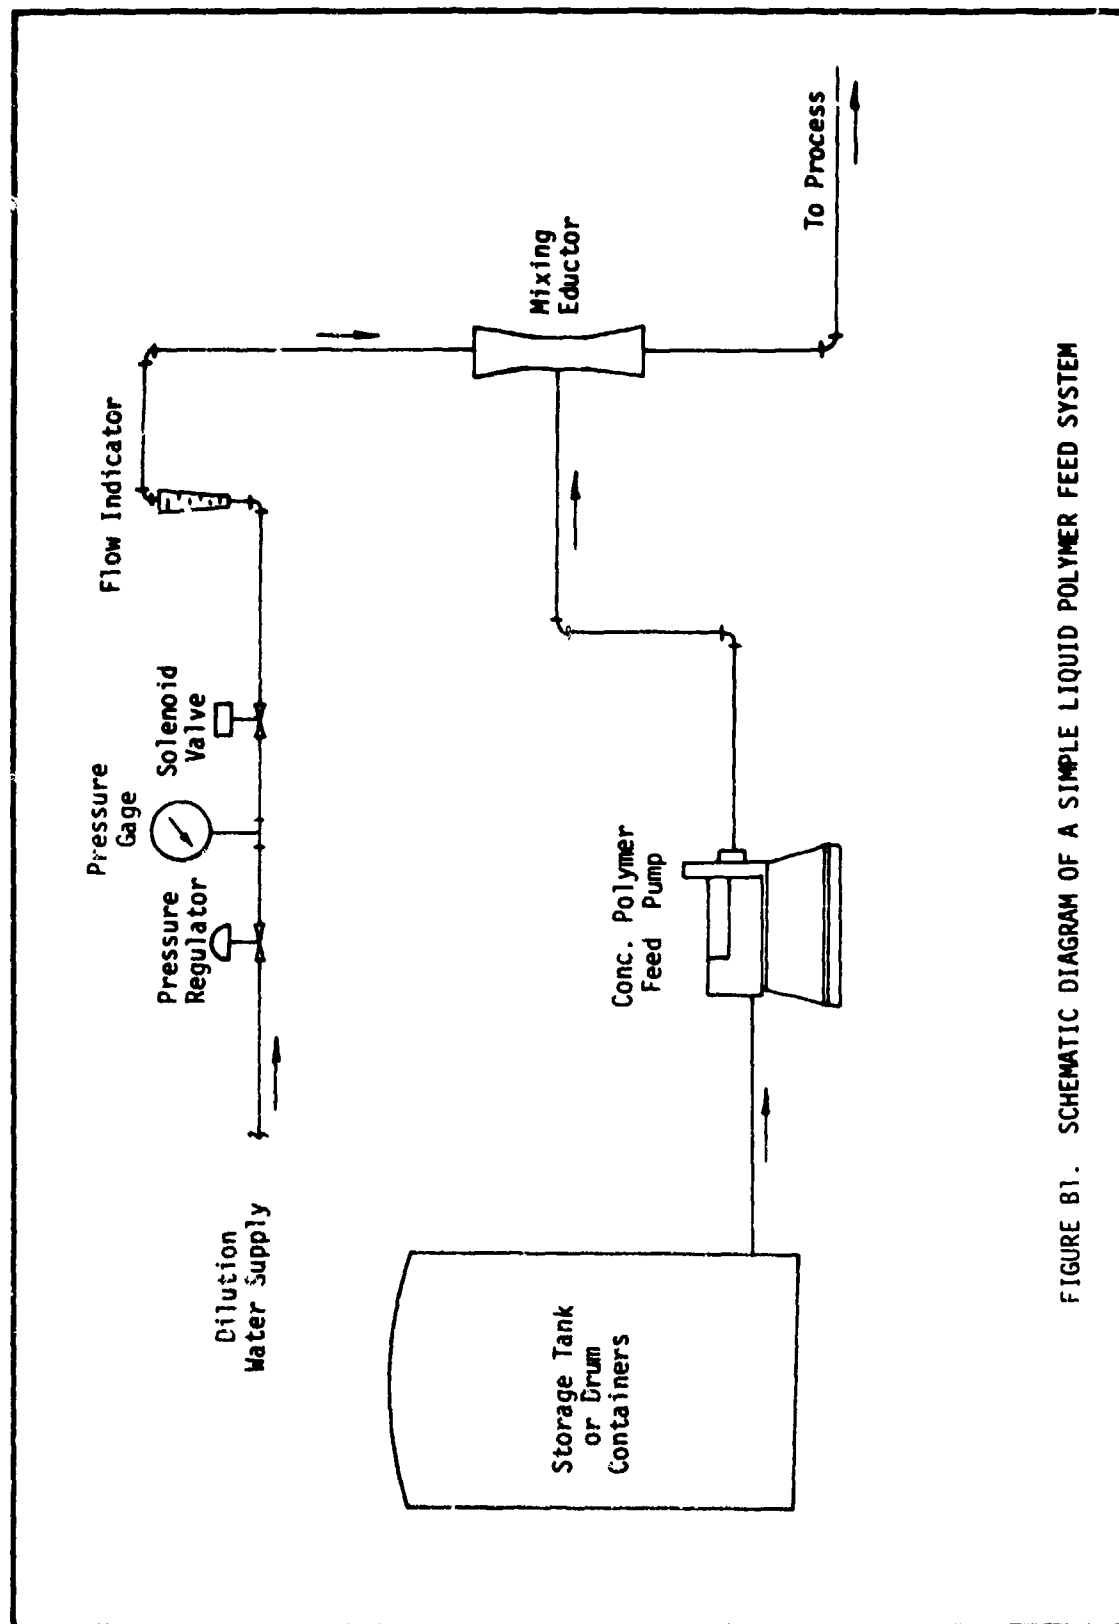 Dilution
Water Supply
Pressure
Regulator
Pressure
Gage
Solenoid
Valve
Flow Indicator
Mixing
Eductor
Storage Tank
or Drum
Containers
Conc. Polymer
Feed Pump
To Process
FIGURE B1. SCHEMATIC DIAGRAM OF A SIMPLE LIQUID POLYMER FEED SYSTEM